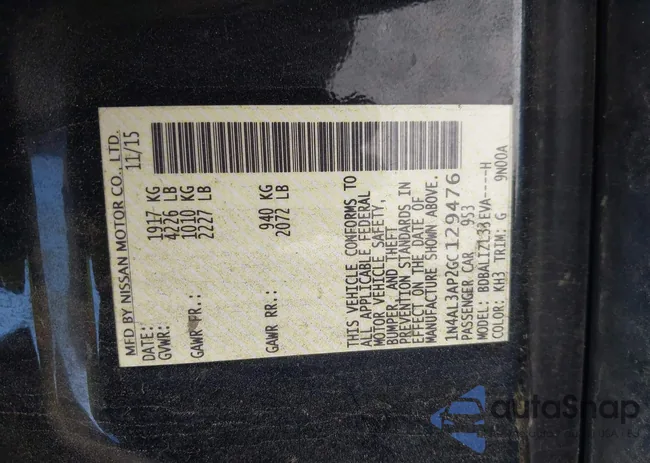 MFD BY NISSAN MOTOR CO., LTD.
DATE: 11/15
GVWR: 1917 KG
4226 LB
GAWR FR.: 1010 KG
2227 LB
GAWR RR.: 940 KG
2072 LB
THIS VEHICLE CONFORMS TO
ALL APPLICABLE FEDERAL
MOTOR VEHICLE SAFETY,
BUMPER, AND THEFT
PREVENTION STANDARDS IN
EFFECT ON THE DATE OF
MANUFACTURE SHOWN ABOVE.
1N4AL3AP2GC129476
PASSENGER CAR 953
MODEL: BDBALIZL33EVA----H
COLOR: KH3 TRIM: G 9N00A
autoSnap